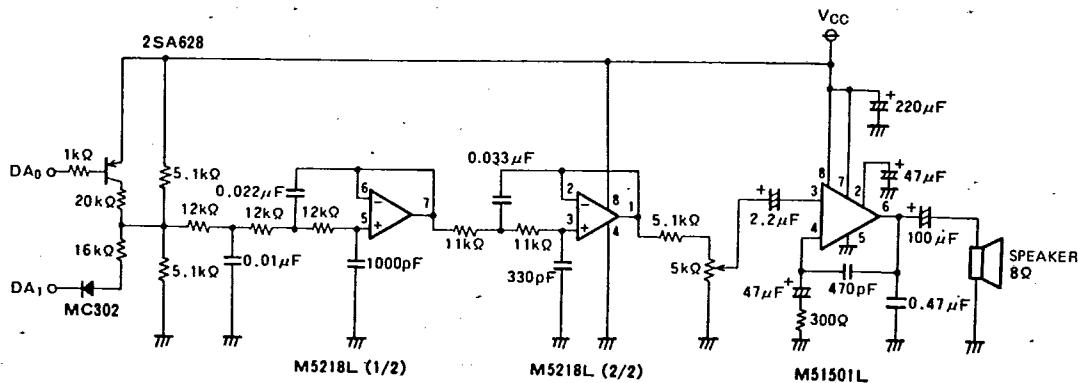 VCC
2SA628
+
220μF
1kΩ
DA0
5.1kΩ
20kΩ
0.022μF
6
7
5
12kΩ
12kΩ
12kΩ
16kΩ
5.1kΩ
0.01μF
1000pF
DA1
MC302
0.033μF
2
8
1
3
4
11kΩ
11kΩ
330pF
5.1kΩ
5kΩ
+
2.2μF
8
7
2
3
6
4
5
+
47μF
+
100μF
470pF
47μF
+
300Ω
0.47μF
SPEAKER
8Ω
M5218L (1/2)
M5218L (2/2)
M51501L